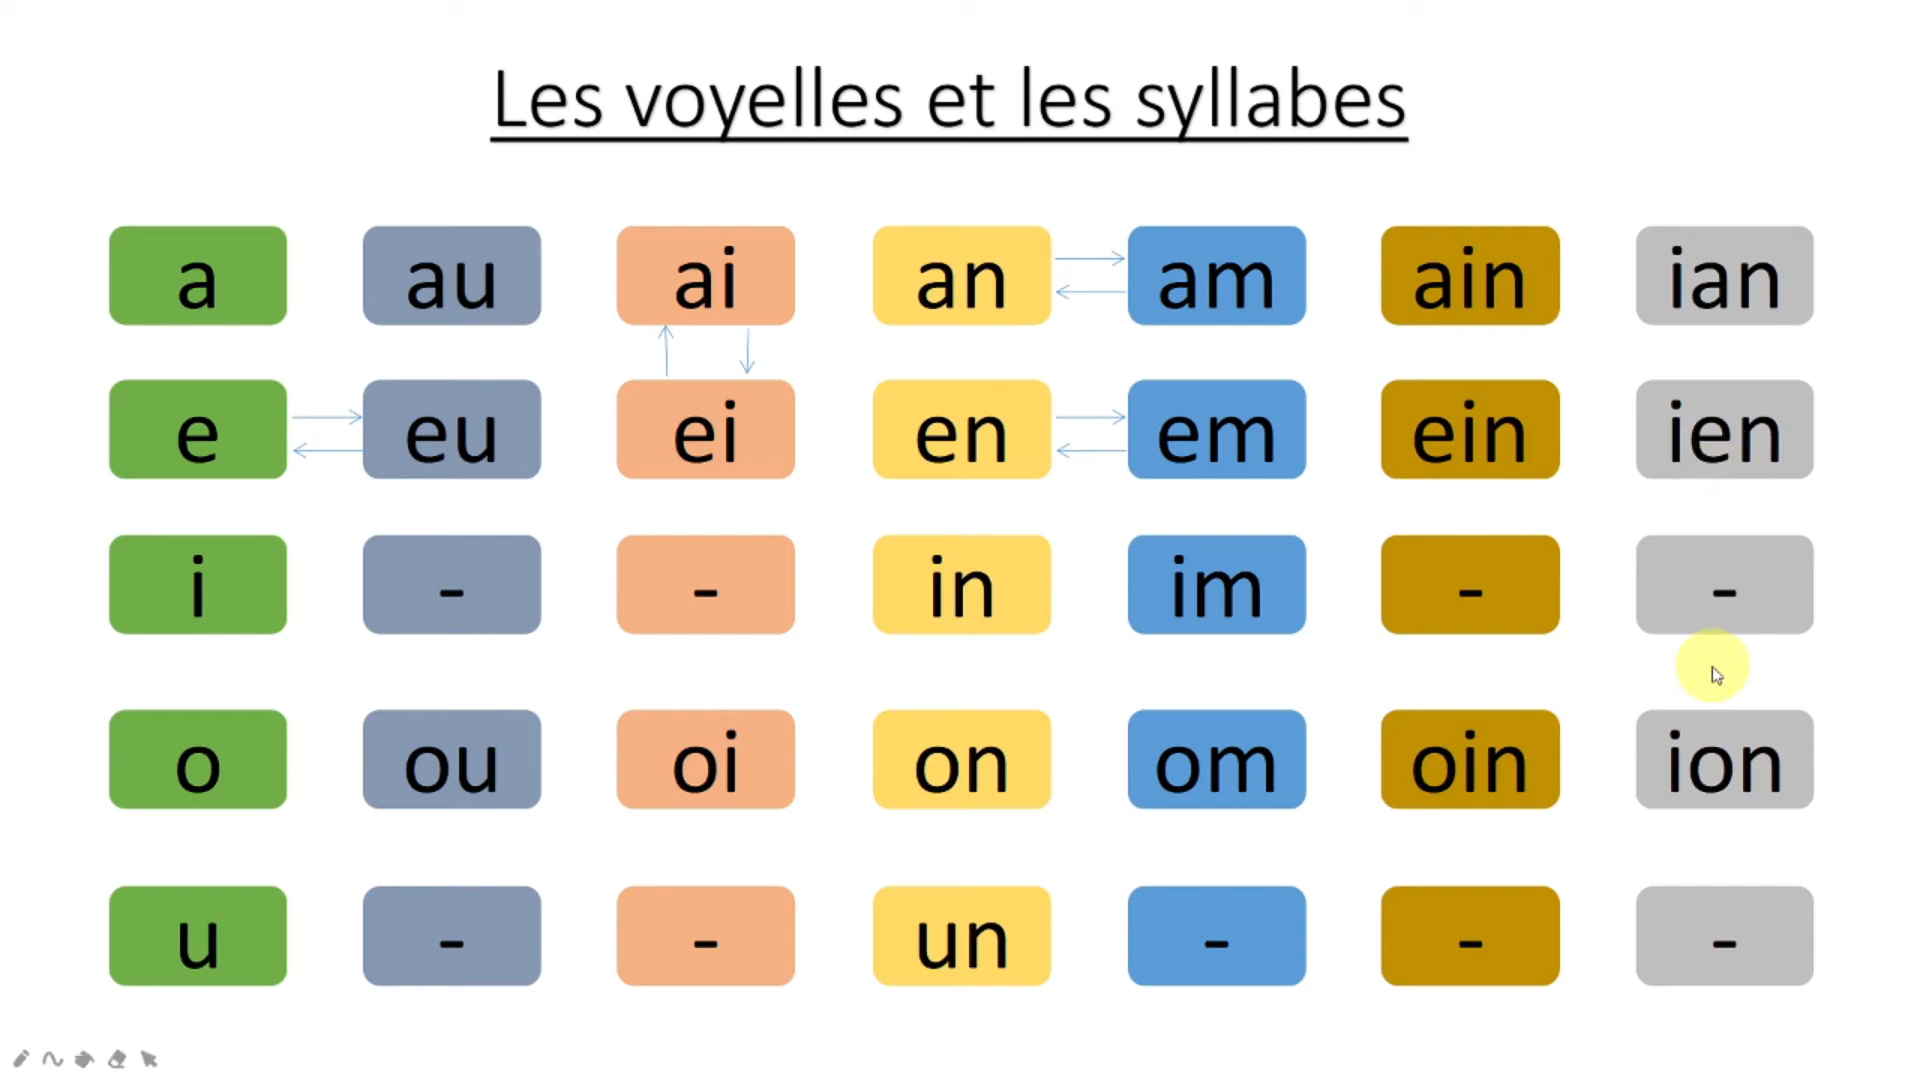 Les voyelles et les syllabes
a au ai an am ain ian
e eu ei en em ein ien
i - - in im - -
o ou oi on om oin ion
u - - un - - -